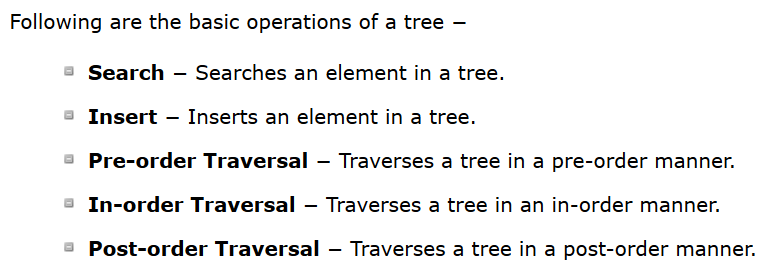 Following are the basic operations of a tree −
Search − Searches an element in a tree.
Insert − Inserts an element in a tree.
Pre-order Traversal − Traverses a tree in a pre-order manner.
In-order Traversal − Traverses a tree in an in-order manner.
Post-order Traversal − Traverses a tree in a post-order manner.